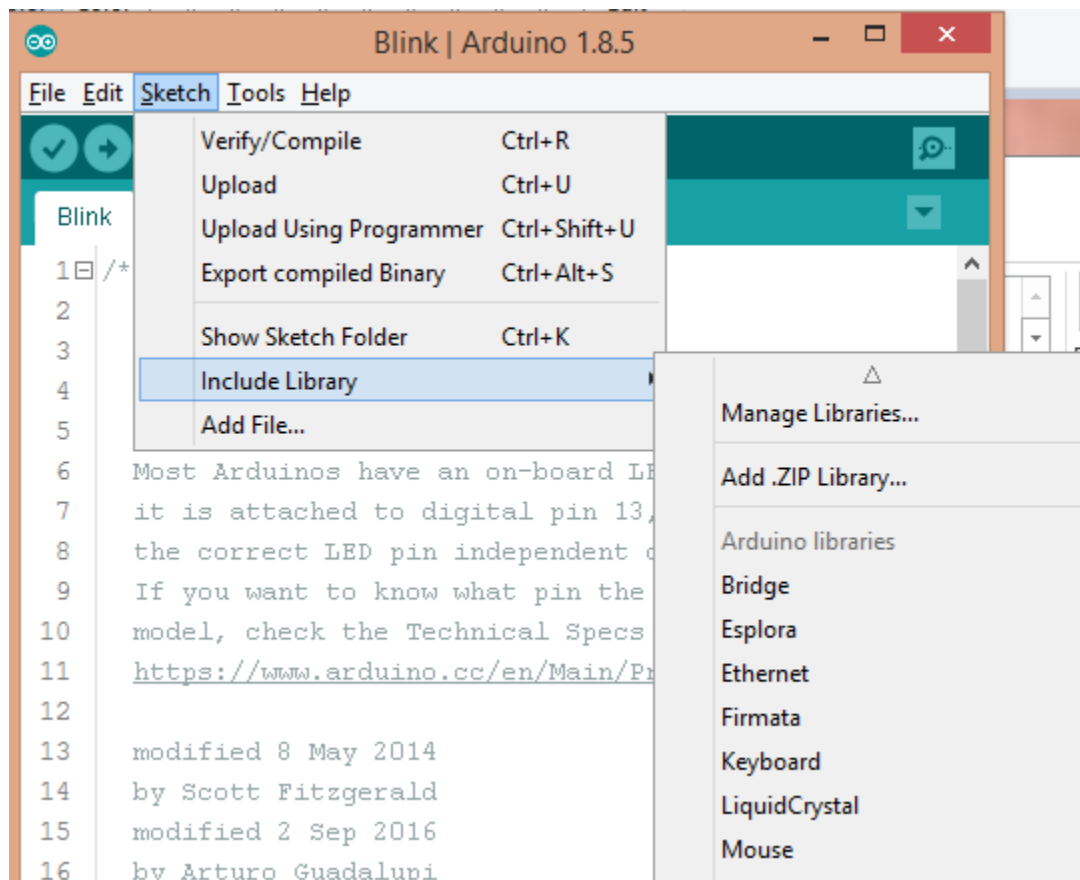 Blink | Arduino 1.8.5
File Edit Sketch Tools Help
Verify/Compile Ctrl+R
Upload Ctrl+U
Upload Using Programmer Ctrl+Shift+U
Export compiled Binary Ctrl+Alt+S
Show Sketch Folder Ctrl+K
Include Library
Add File...
Manage Libraries...
Add .ZIP Library...
Arduino libraries
Bridge
Esplora
Ethernet
Firmata
Keyboard
LiquidCrystal
Mouse
Blink
1 /*
2
3
4
5
6 Most Arduinos have an on-board
7 it is attached to digital pin 13,
8 the correct LED pin independent
9 If you want to know what pin the
10 model, check the Technical Specs
11 https://www.arduino.cc/en/Main/
12
13 modified 8 May 2014
14 by Scott Fitzgerald
15 modified 2 Sep 2016
16 by Arturo Guadalupi